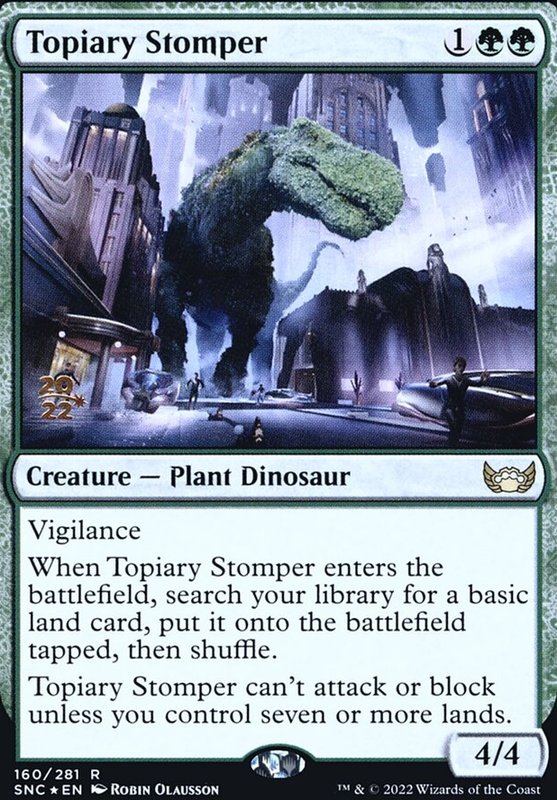 Topiary Stomper 1
20
22
Creature — Plant Dinosaur
Vigilance
When Topiary Stomper enters the
battlefield, search your library for a basic
land card, put it onto the battlefield
tapped, then shuffle.
Topiary Stomper can't attack or block
unless you control seven or more lands.
4/4
160/281 R
SNC ★ EN Robin Olausson
™ & © 2022 Wizards of the Coast